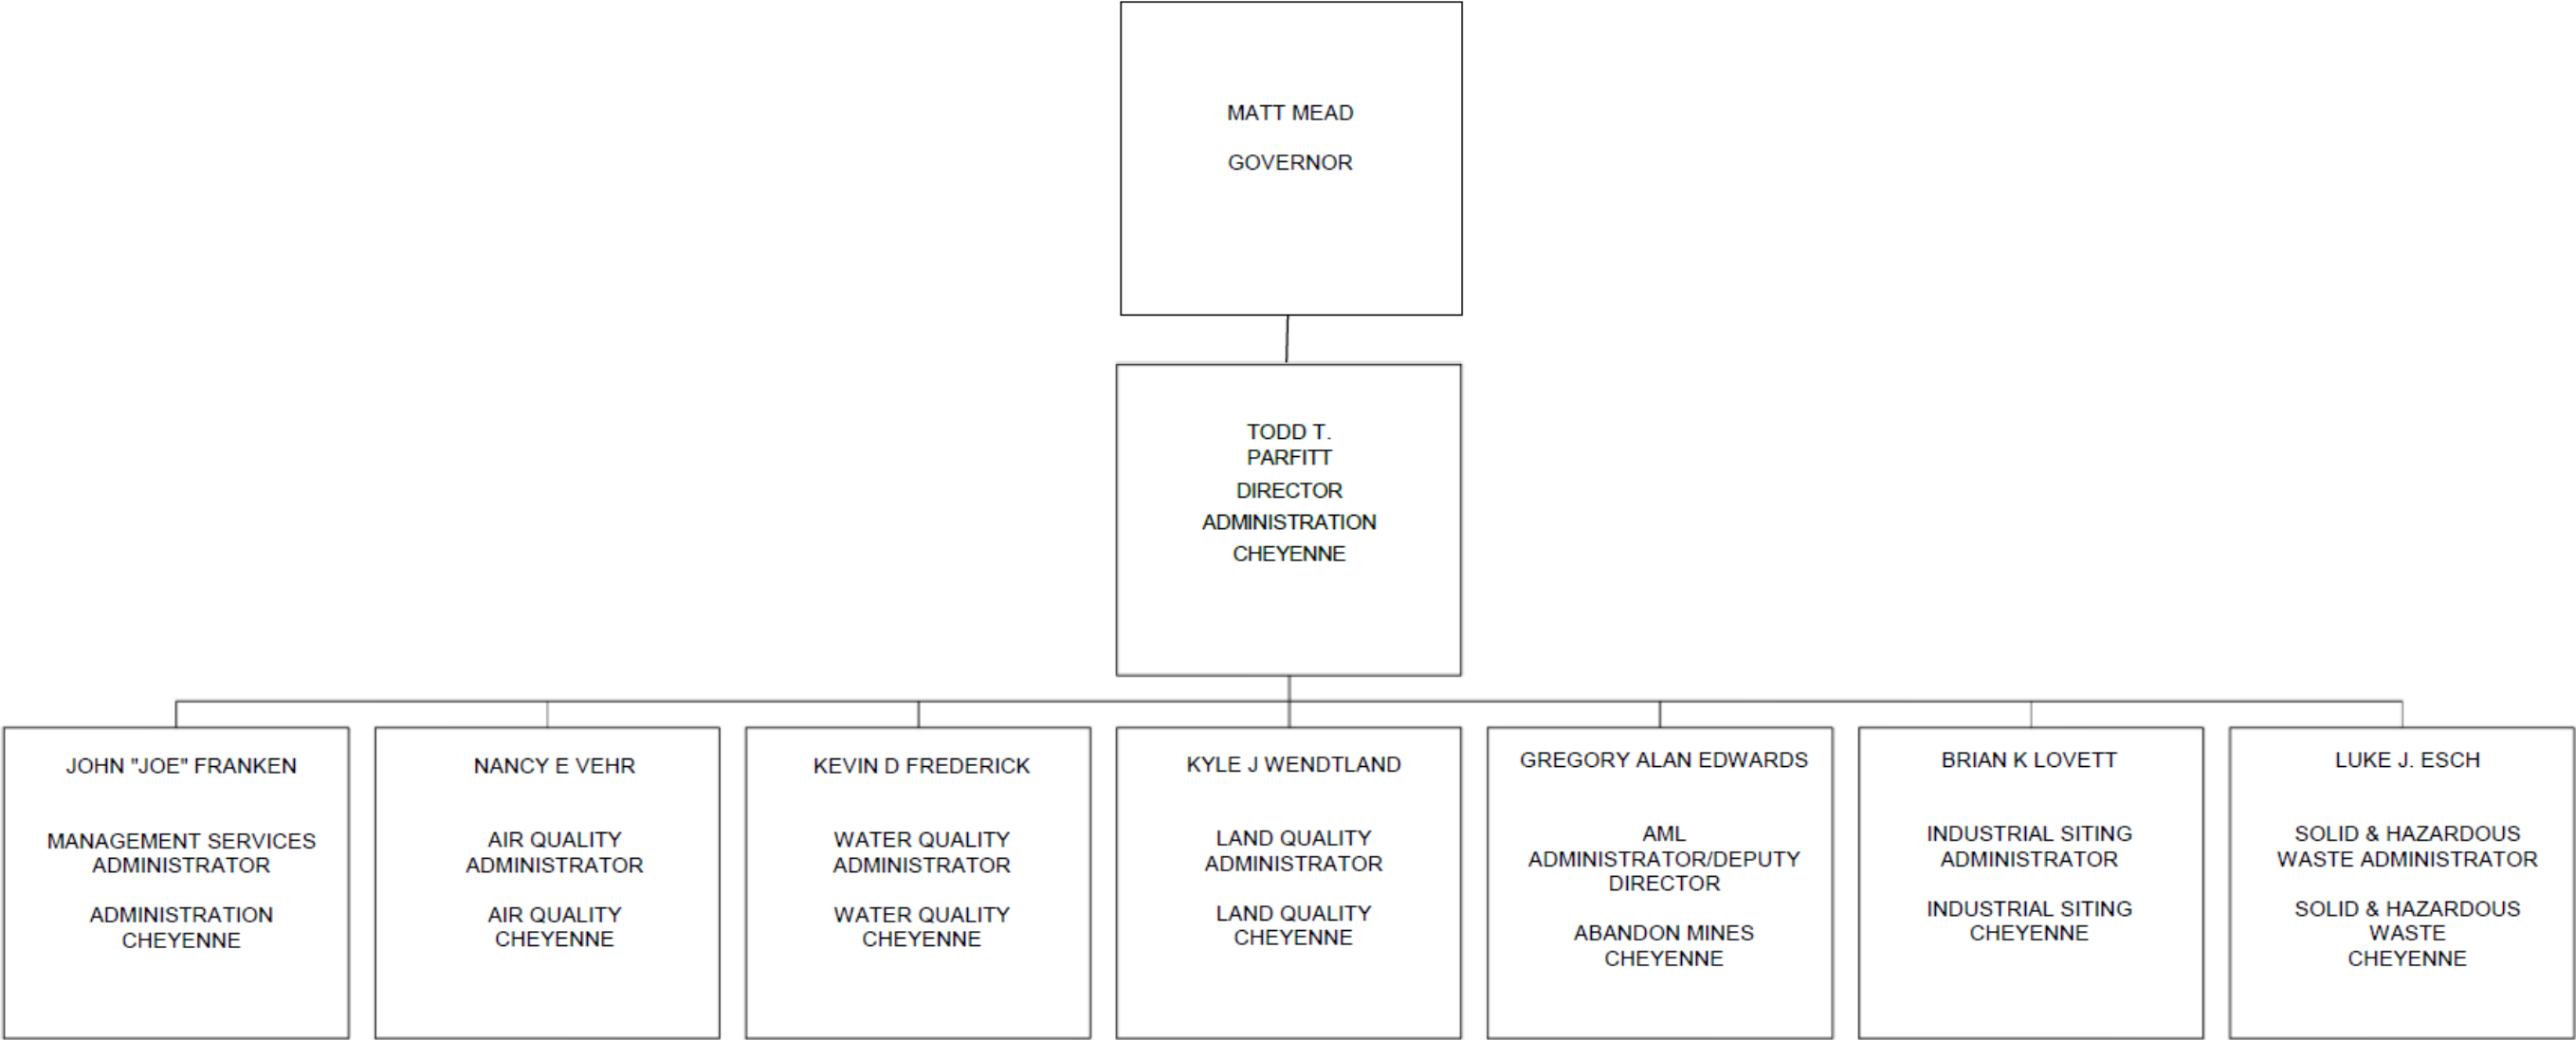 MATT MEAD
GOVERNOR
TODD T.
PARFITT
DIRECTOR
ADMINISTRATION
CHEYENNE
JOHN "JOE" FRANKEN
MANAGEMENT SERVICES
ADMINISTRATOR
ADMINISTRATION
CHEYENNE
NANCY E VEHR
AIR QUALITY
ADMINISTRATOR
AIR QUALITY
CHEYENNE
KEVIN D FREDERICK
WATER QUALITY
ADMINISTRATOR
WATER QUALITY
CHEYENNE
KYLE J WENDTLAND
LAND QUALITY
ADMINISTRATOR
LAND QUALITY
CHEYENNE
GREGORY ALAN EDWARDS
AML
ADMINISTRATOR/DEPUTY
DIRECTOR
ABANDON MINES
CHEYENNE
BRIAN K LOVETT
INDUSTRIAL SITING
ADMINISTRATOR
INDUSTRIAL SITING
CHEYENNE
LUKE J. ESCH
SOLID & HAZARDOUS
WASTE ADMINISTRATOR
SOLID & HAZARDOUS
WASTE
CHEYENNE